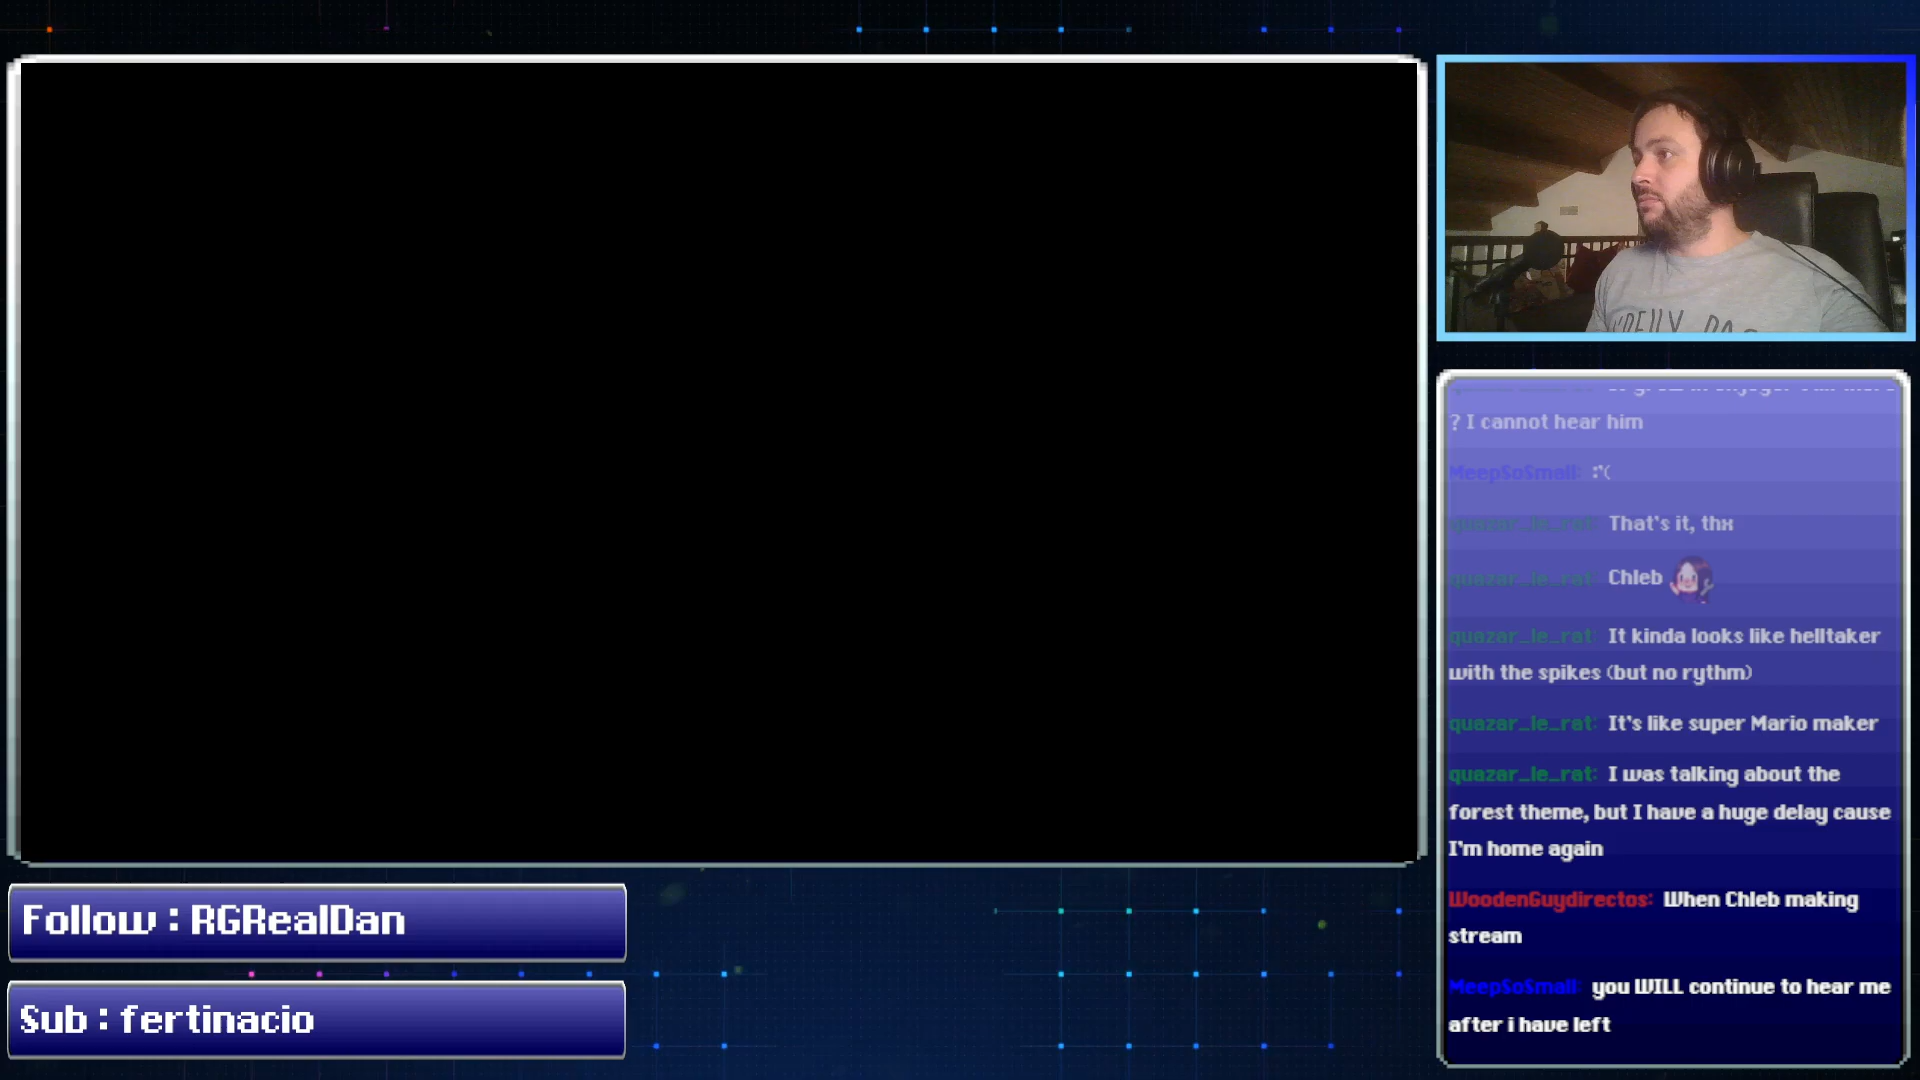 ? I cannot hear him
MeepSoSmall: :'(
quazar_le_rat: That's it, thx
quazar_le_rat: Chleb
quazar_le_rat: It kinda looks like helltaker
with the spikes (but no rythm)
quazar_le_rat: It's like super Mario maker
quazar_le_rat: I was talking about the
forest theme, but I have a huge delay cause
I'm home again
WoodenGuydirectos: When Chleb making
stream
MeepSoSmall: you WILL continue to hear me
after i have left
Follow : RGRealDan
Sub : fertinacio